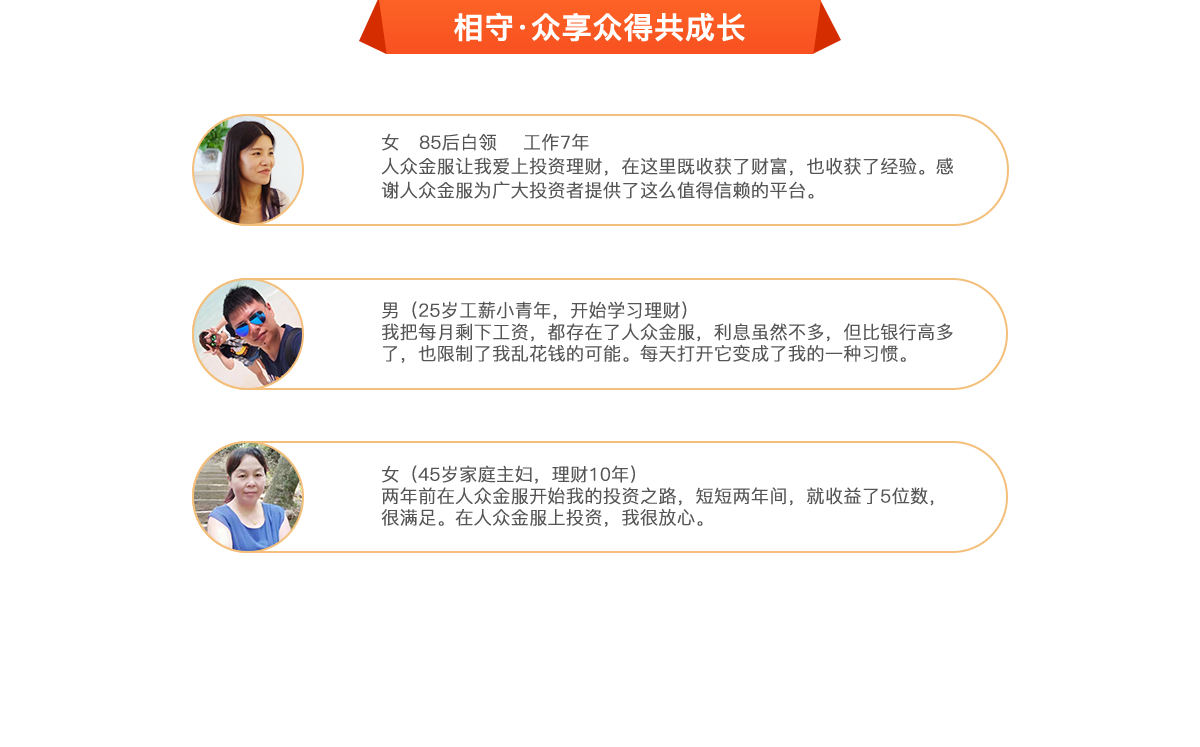 相守·众享众得共成长
女 85后白领 工作7年
人众金服让我爱上投资理财，在这里既收获了财富，也收获了经验。感
谢人众金服为广大投资者提供了这么值得信赖的平台。
男（25岁工薪小青年，开始学习理财）
我把每月剩下工资，都存在了人众金服，利息虽然不多，但比银行高多
了，也限制了我乱花钱的可能。每天打开它变成了我的一种习惯。
女（45岁家庭主妇，理财10年）
两年前在人众金服开始我的投资之路，短短两年间，就收益了5位数，
很满足。在人众金服上投资，我很放心。